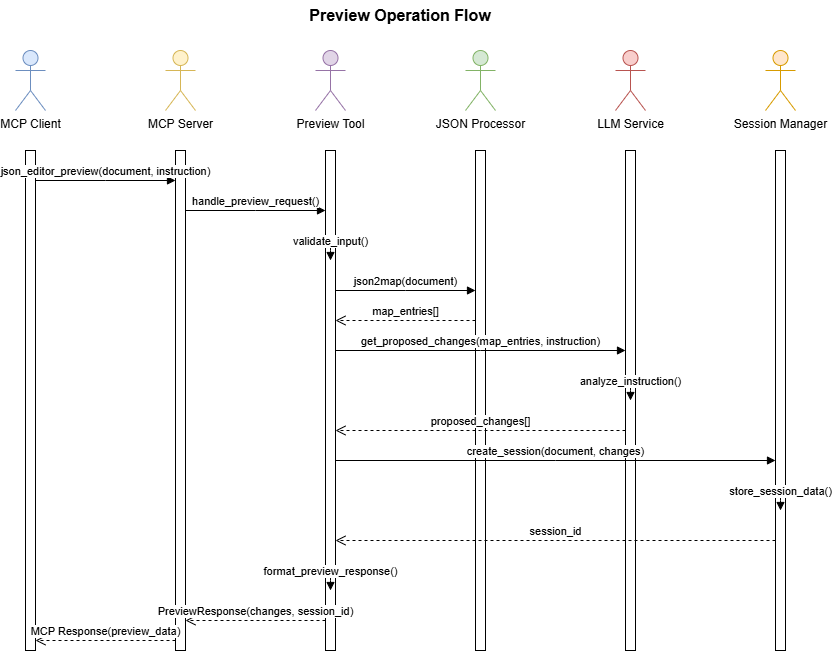 Preview Operation Flow
MCP Client
MCP Server
Preview Tool
JSON Processor
LLM Service
Session Manager
json_editor_preview(document, instruction)
handle_preview_request()
validate_input()
json2map(document)
map_entries[]
get_proposed_changes(map_entries, instruction)
analyze_instruction()
proposed_changes[]
create_session(document, changes)
store_session_data()
session_id
format_preview_response()
PreviewResponse(changes, session_id)
MCP Response(preview_data)